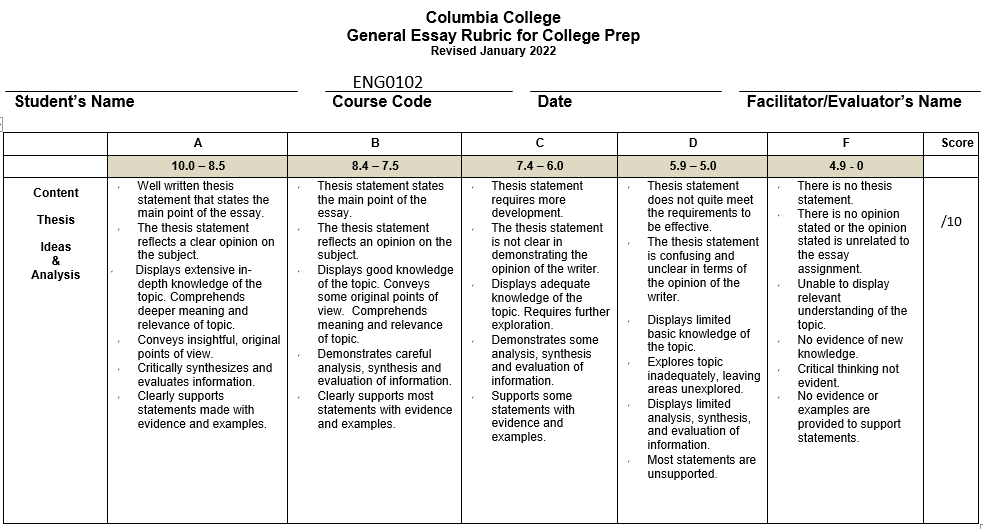 Columbia College
General Essay Rubric for College Prep
Revised January 2022
ENG0102
Student's Name Course Code Date Facilitator/Evaluator's Name
A B C D F Score
10.0 – 8.5 8.4 – 7.5 7.4 – 6.0 5.9 – 5.0 4.9 - 0
Content
Thesis
Ideas
&
Analysis
Well written thesis
statement that states the
main point of the essay.
The thesis statement
reflects a clear opinion on
the subject.
Displays extensive in-
depth knowledge of the
topic. Comprehends
deeper meaning and
relevance of topic.
Conveys insightful, original
points of view.
Critically synthesizes and
evaluates information.
Clearly supports
statements made with
evidence and examples.
Thesis statement states
the main point of the
essay.
The thesis statement
reflects an opinion on the
subject.
Displays good knowledge
of the topic. Conveys
some original points of
view. Comprehends
meaning and relevance
of topic.
Demonstrates careful
analysis, synthesis and
evaluation of information.
Clearly supports most
statements with evidence
and examples.
Thesis statement
requires more
development.
The thesis statement
is not clear in
demonstrating the
opinion of the writer.
Displays adequate
knowledge of the
topic. Requires further
exploration.
Demonstrates some
analysis, synthesis
and evaluation of
information.
Supports some
statements with
evidence and
examples.
Thesis statement
does not quite meet
the requirements to
be effective.
The thesis statement
is confusing and
unclear in terms of
the opinion of the
writer.
Displays limited
basic knowledge of
the topic.
Explores topic
inadequately, leaving
areas unexplored.
Displays limited
analysis, synthesis,
and evaluation of
information.
Most statements are
unsupported.
There is no thesis
statement.
There is no opinion
stated or the opinion
stated is unrelated to
the essay
assignment.
Unable to display
relevant
understanding of the
topic.
No evidence of new
knowledge.
Critical thinking not
evident.
No evidence or
examples are
provided to support
statements.
/10